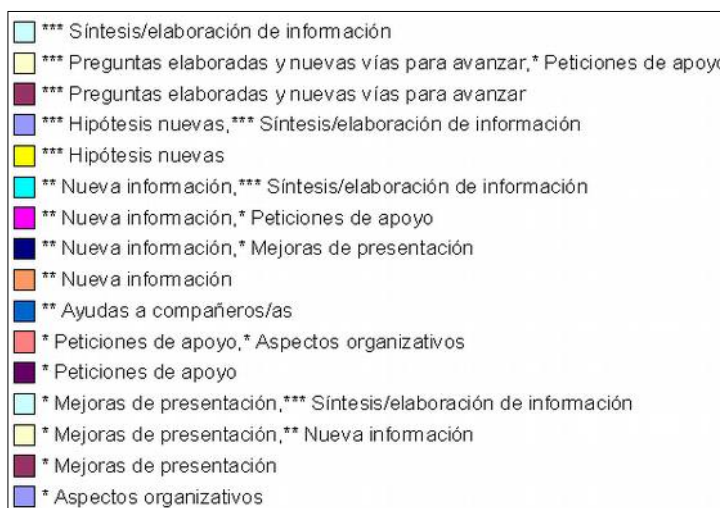 *** Síntesis/elaboración de información
*** Preguntas elaboradas y nuevas vías para avanzar,* Peticiones de apoyo
*** Preguntas elaboradas y nuevas vías para avanzar
*** Hipótesis nuevas,*** Síntesis/elaboración de información
*** Hipótesis nuevas
** Nueva información,*** Síntesis/elaboración de información
** Nueva información,* Peticiones de apoyo
** Nueva información,* Mejoras de presentación
** Nueva información
** Ayudas a compañeros/as
* Peticiones de apoyo,* Aspectos organizativos
* Peticiones de apoyo
* Mejoras de presentación,*** Síntesis/elaboración de información
* Mejoras de presentación,** Nueva información
* Mejoras de presentación
* Aspectos organizativos